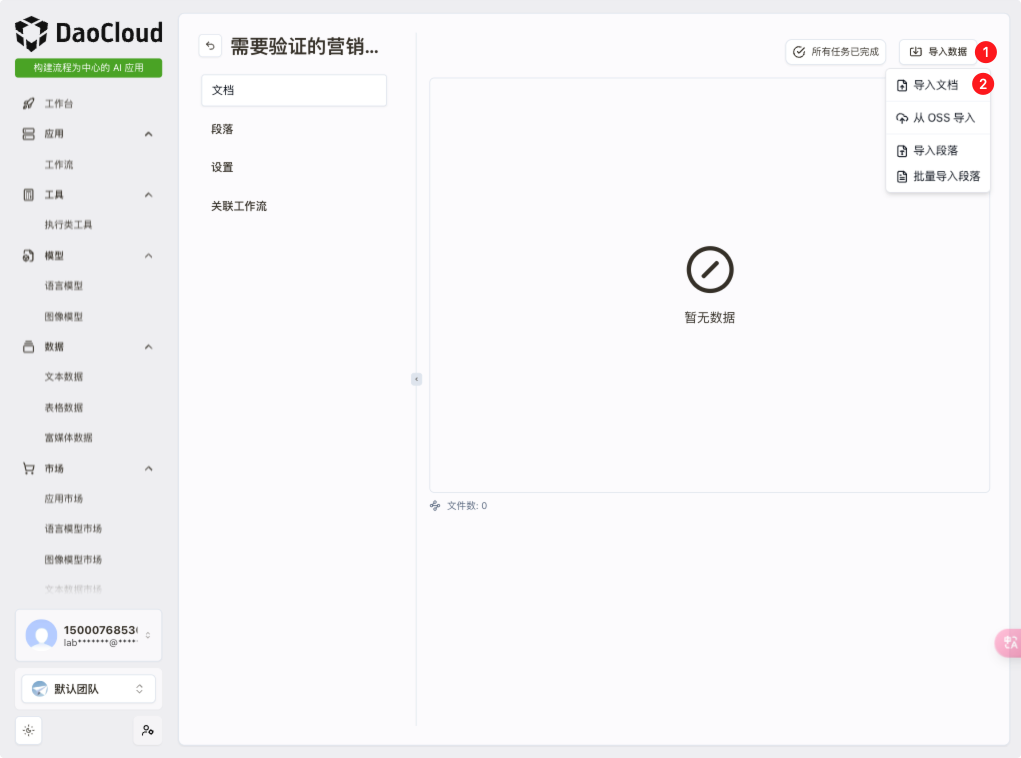 DaoCloud
构建流程为中心的 AI 应用
工作台
应用
工作流
工具
执行类工具
模型
语言模型
图像模型
数据
文本数据
表格数据
富媒体数据
市场
应用市场
语言模型市场
图像模型市场
文本数据市场
1500076853
lab*******@****
默认团队
需要验证的营销...
文档
段落
设置
关联工作流
所有任务已完成
导入数据
1
导入文档
2
从 OSS 导入
导入段落
批量导入段落
暂无数据
文件数: 0